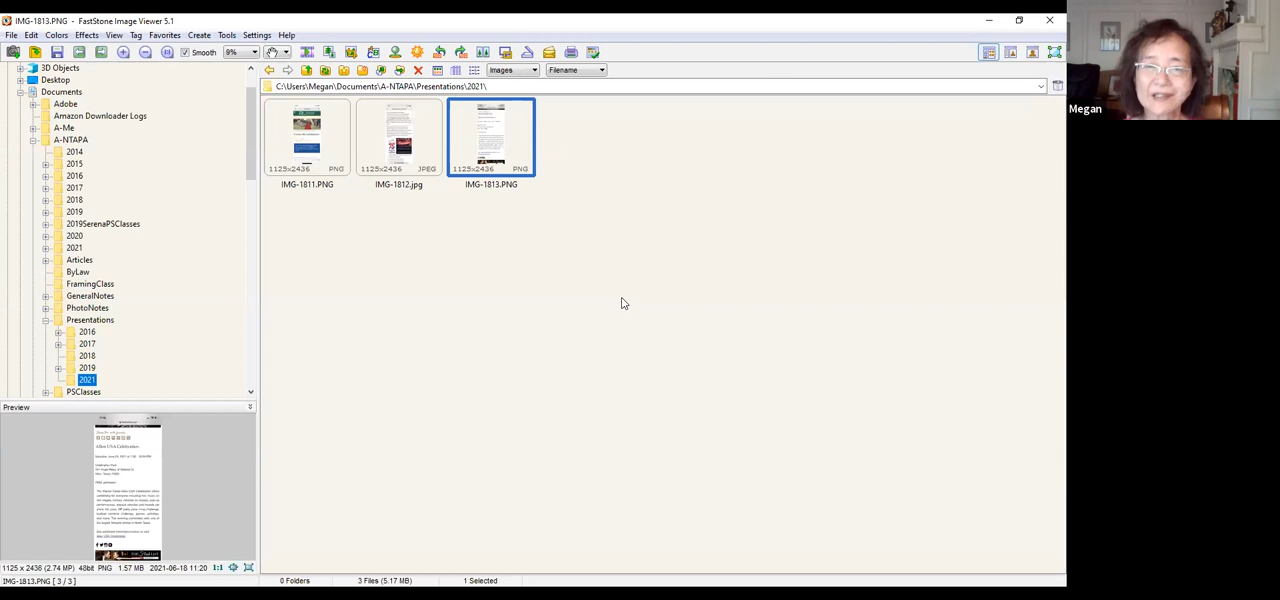 IMG-1813.PNG - FastStone Image Viewer 5.1
File Edit Colors Effects View Tag Favorites Create Tools Settings Help
Smooth 9%
Images Filename
C:\Users\Megan\Documents\A-NTAPA\Presentations\2021\
3D Objects
Desktop
Documents
Adobe
Amazon Downloader Logs
A-Me
A-NTAPA
2014
2015
2016
2017
2018
2019
2019SerenaPSClasses
2020
2021
Articles
ByLaw
FramingClass
GeneralNotes
PhotoNotes
Presentations
2016
2017
2018
2019
2021
PSClasses
1125x2436 PNG
IMG-1811.PNG
1125x2436 JPEG
IMG-1812.jpg
1125x2436 PNG
IMG-1813.PNG
Preview
Allen USA Celebration
FREE admission
1125 x 2436 (2.74 MP) 48bit PNG 1.57 MB 2021-06-18 11:20 1:1
IMG-1813.PNG [ 3 / 3 ]
0 Folders 3 Files (5.17 MB) 1 Selected
Megan